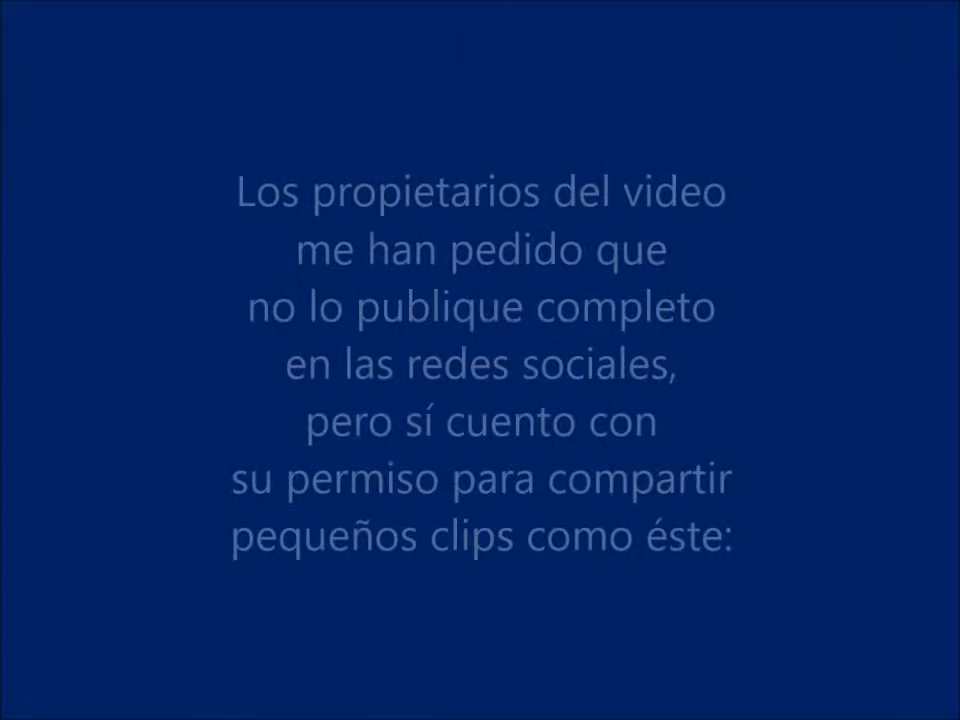 Los propietarios del video
me han pedido que
no lo publique completo
en las redes sociales,
pero sí cuento con
su permiso para compartir
pequeños clips como éste: